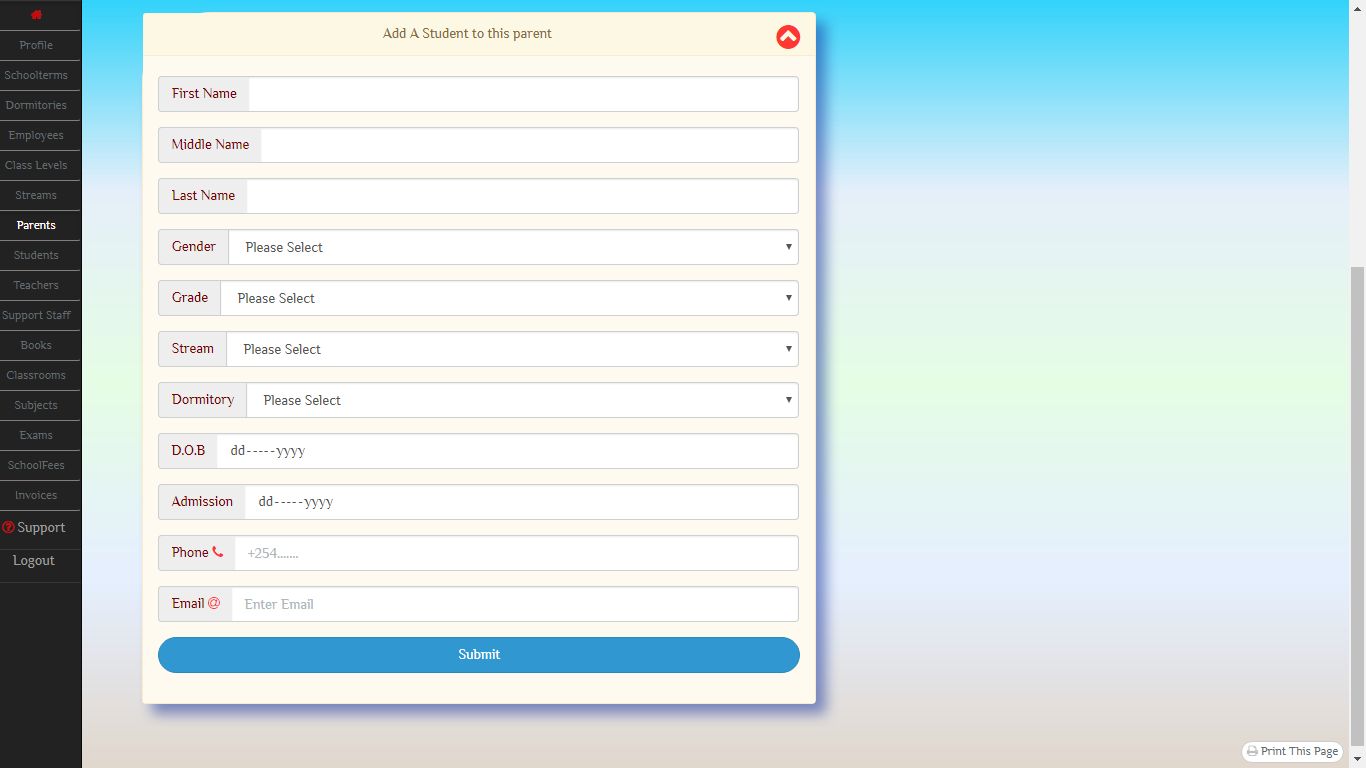 Profile
Schoolterms
Dormitories
Employees
Class Levels
Streams
Parents
Students
Teachers
Support Staff
Books
Classrooms
Subjects
Exams
SchoolFees
Invoices
Support
Logout
Add A Student to this parent
First Name
Middle Name
Last Name
Gender Please Select
Grade Please Select
Stream Please Select
Dormitory Please Select
D.O.B dd-----yyyy
Admission dd-----yyyy
Phone +254.......
Email @ Enter Email
Submit
Print This Page